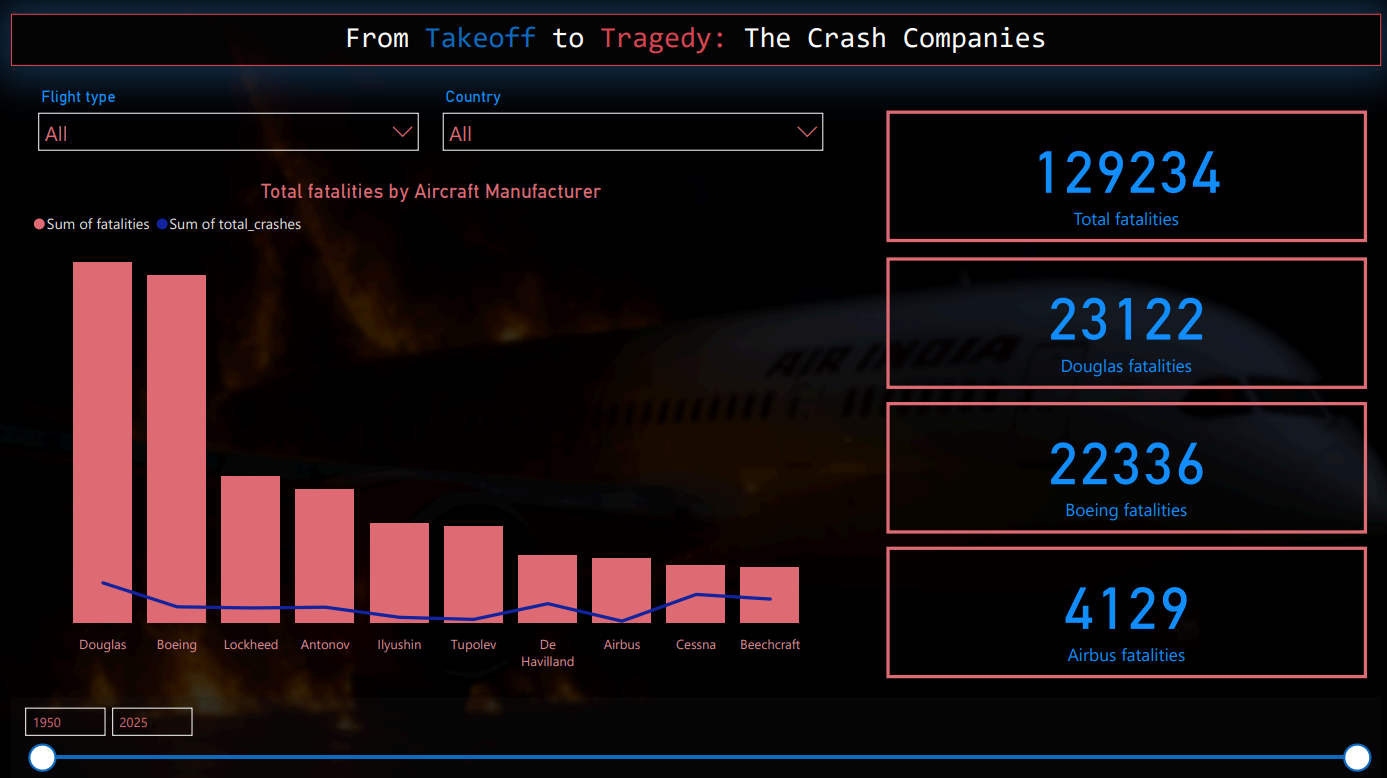 From Takeoff to Tragedy: The Crash Companies
Flight type
Country
All
All
129234
Total fatalities
Total fatalities by Aircraft Manufacturer
Sum of fatalities
Sum of total_crashes
23122
Douglas fatalities
AIR INDIA
22336
Boeing fatalities
4129
Airbus fatalities
Douglas
Boeing
Lockheed
Antonov
Ilyushin
Tupolev
De
Havilland
Airbus
Cessna
Beechcraft
1950
2025